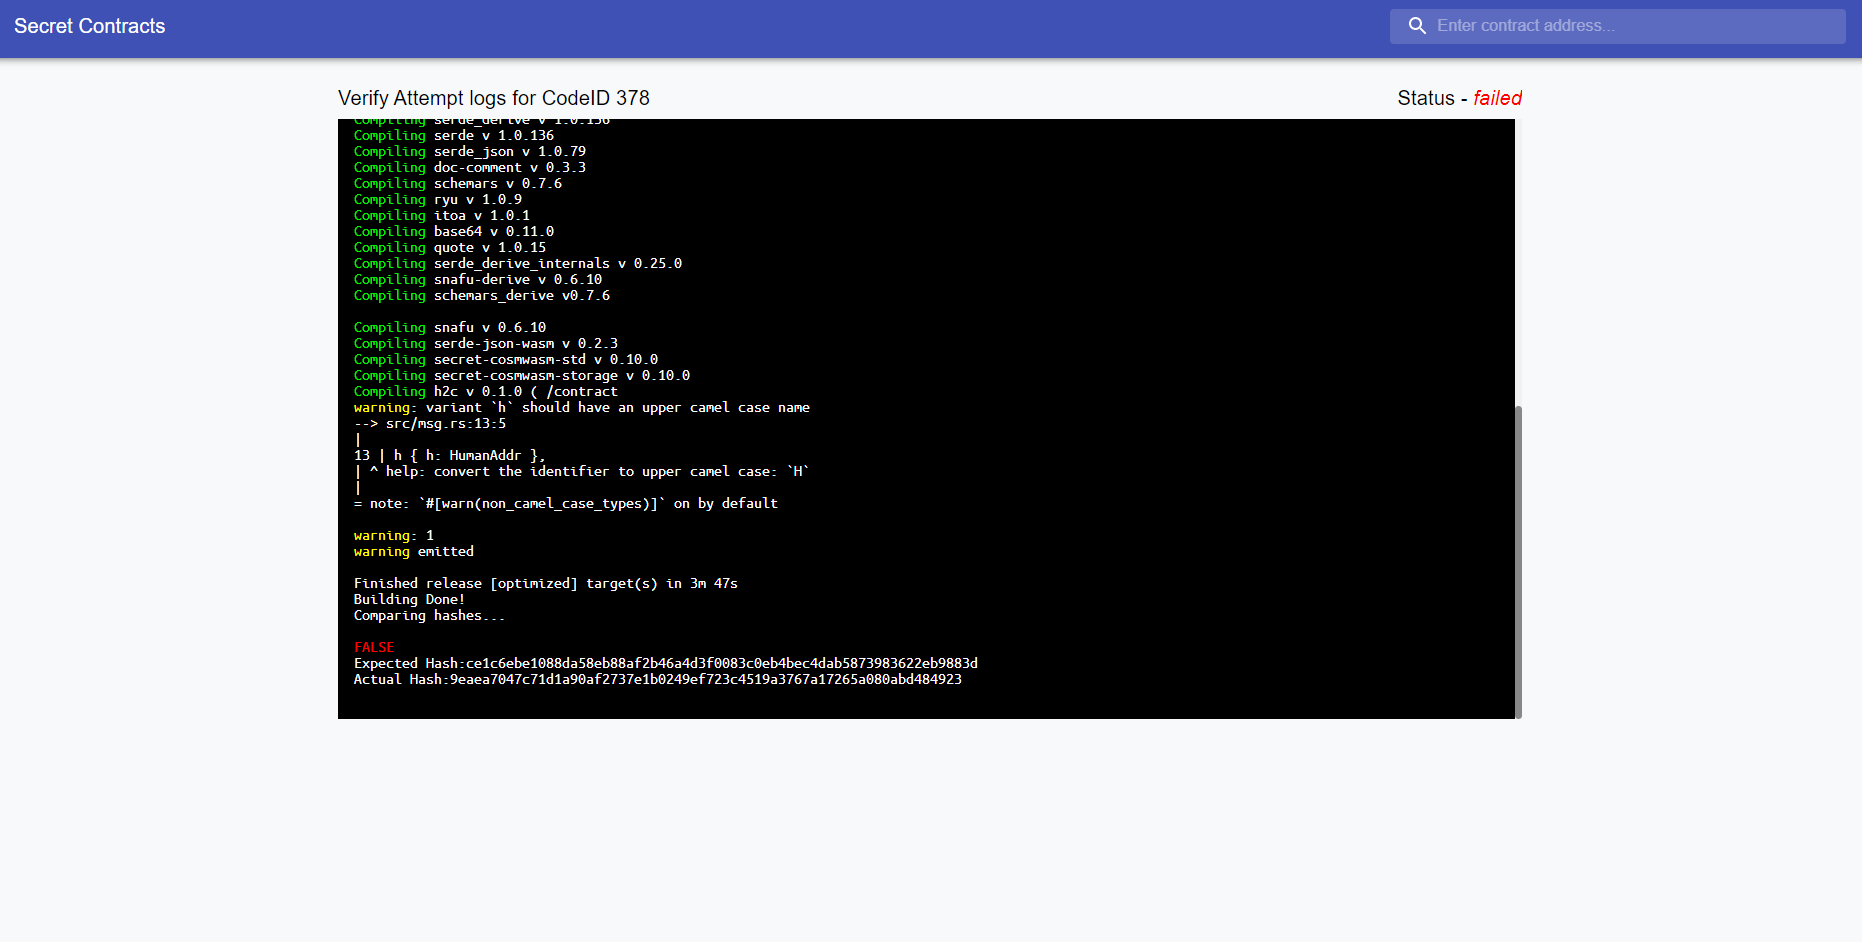 Secret Contracts
Enter contract address...
Verify Attempt logs for CodeID 378
Status - failed
Compiling serde_derive v 1.0.136
Compiling serde v 1.0.136
Compiling serde_json v 1.0.79
Compiling doc-comment v 0.3.3
Compiling schemars v 0.7.6
Compiling ryu v 1.0.9
Compiling itoa v 1.0.1
Compiling base64 v 0.11.0
Compiling quote v 1.0.15
Compiling serde_derive_internals v 0.25.0
Compiling snafu-derive v 0.6.10
Compiling schemars_derive v0.7.6
Compiling snafu v 0.6.10
Compiling serde-json-wasm v 0.2.3
Compiling secret-cosmwasm-std v 0.10.0
Compiling secret-cosmwasm-storage v 0.10.0
Compiling h2c v 0.1.0 ( /contract
warning: variant `h` should have an upper camel case name
--> src/msg.rs:13:5
|
13 | h { h: HumanAddr },
| ^ help: convert the identifier to upper camel case: `H`
|
= note: `#[warn(non_camel_case_types)]` on by default
warning: 1
warning emitted
Finished release [optimized] target(s) in 3m 47s
Building Done!
Comparing hashes...
FALSE
Expected Hash:ce1c6ebe1088da58eb88af2b46a4d3f0083c0eb4bec4dab5873983622eb9883d
Actual Hash:9eaea7047c71d1a90af2737e1b0249ef723c4519a3767a17265a080abd484923